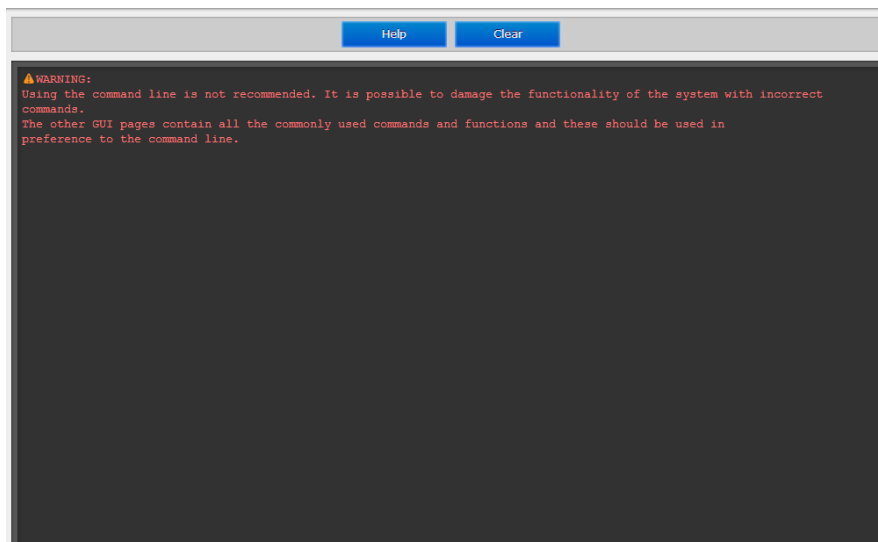 Help Clear
WARNING:
Using the command line is not recommended. It is possible to damage the functionality of the system with incorrect
commands.
The other GUI pages contain all the commonly used commands and functions and these should be used in
preference to the command line.